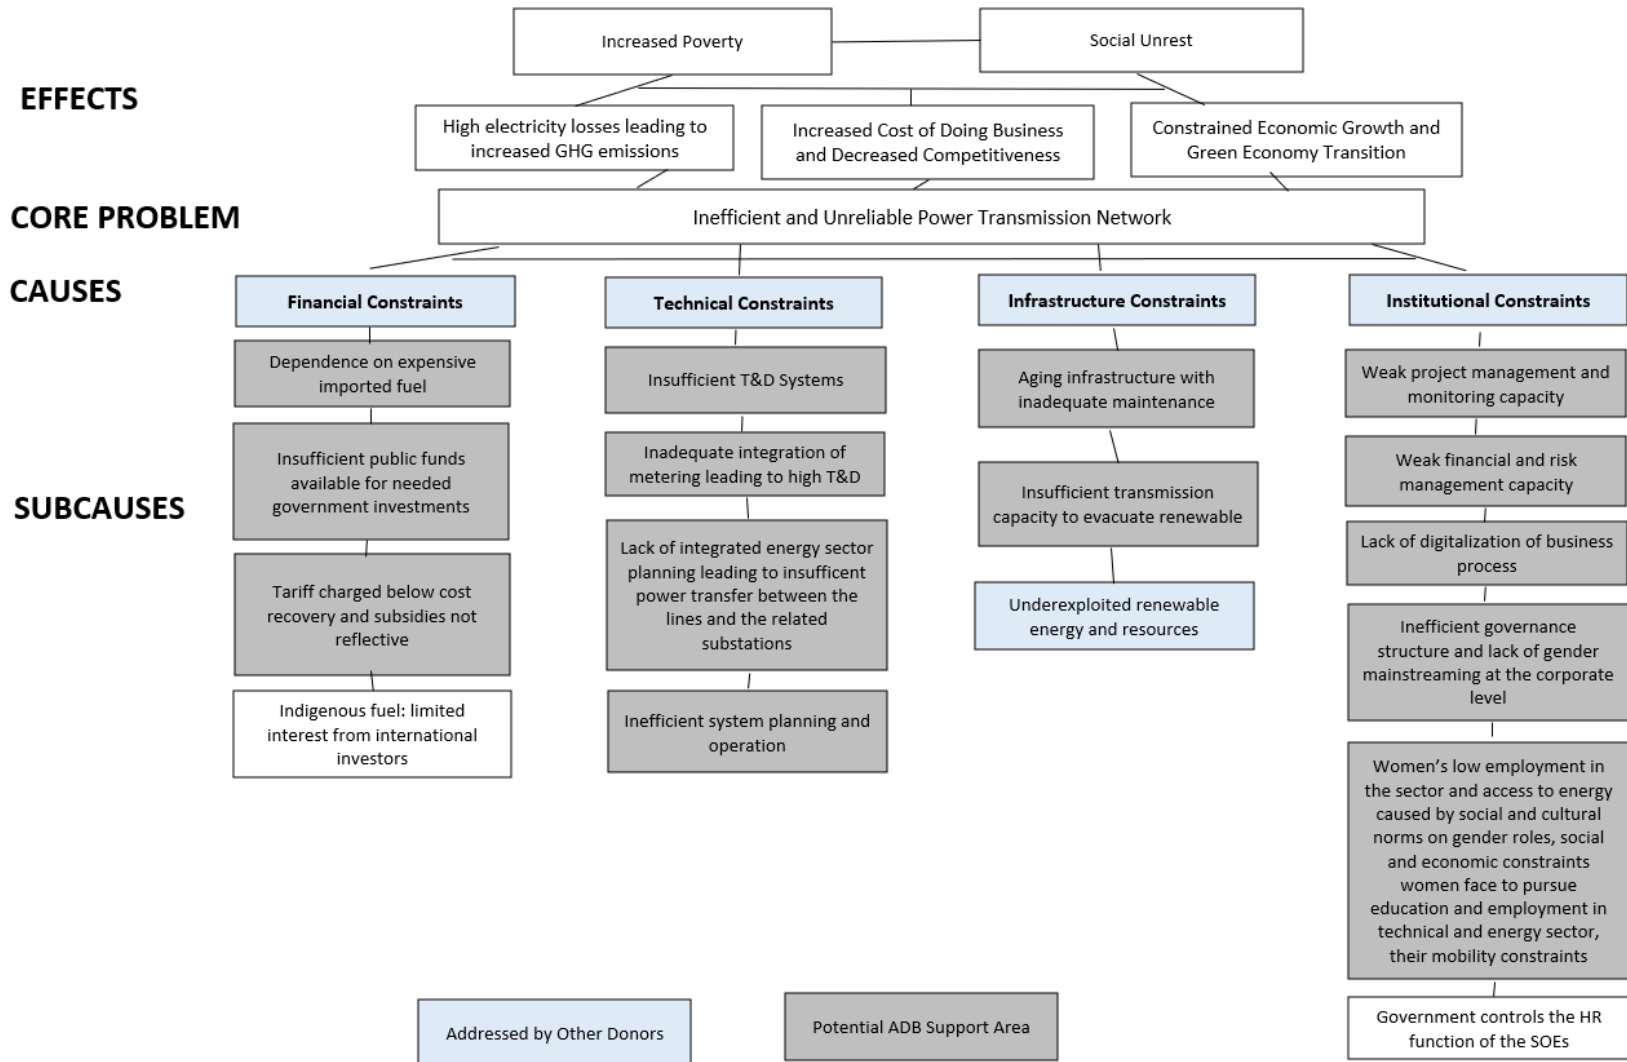 Increased Poverty
Social Unrest
EFFECTS
High electricity losses leading to
increased GHG emissions
Increased Cost of Doing Business
and Decreased Competitiveness
Constrained Economic Growth and
Green Economy Transition
CORE PROBLEM
Inefficient and Unreliable Power Transmission Network
CAUSES
Financial Constraints
Technical Constraints
Infrastructure Constraints
Institutional Constraints
SUBCAUSES
Dependence on expensive
imported fuel
Insufficient public funds
available for needed
government investments
Tariff charged below cost
recovery and subsidies not
reflective
Indigenous fuel: limited
interest from international
investors
Insufficient T&D Systems
Inadequate integration of
metering leading to high T&D
Lack of integrated energy sector
planning leading to insufficent
power transfer between the
lines and the related
substations
Inefficient system planning and
operation
Aging infrastructure with
inadequate maintenance
Insufficient transmission
capacity to evacuate renewable
Underexploited renewable
energy and resources
Weak project management and
monitoring capacity
Weak financial and risk
management capacity
Lack of digitalization of business
process
Inefficient governance
structure and lack of gender
mainstreaming at the corporate
level
Women's low employment in
the sector and access to energy
caused by social and cultural
norms on gender roles, social
and economic constraints
women face to pursue
education and employment in
technical and energy sector,
their mobility constraints
Government controls the HR
function of the SOEs
Addressed by Other Donors
Potential ADB Support Area